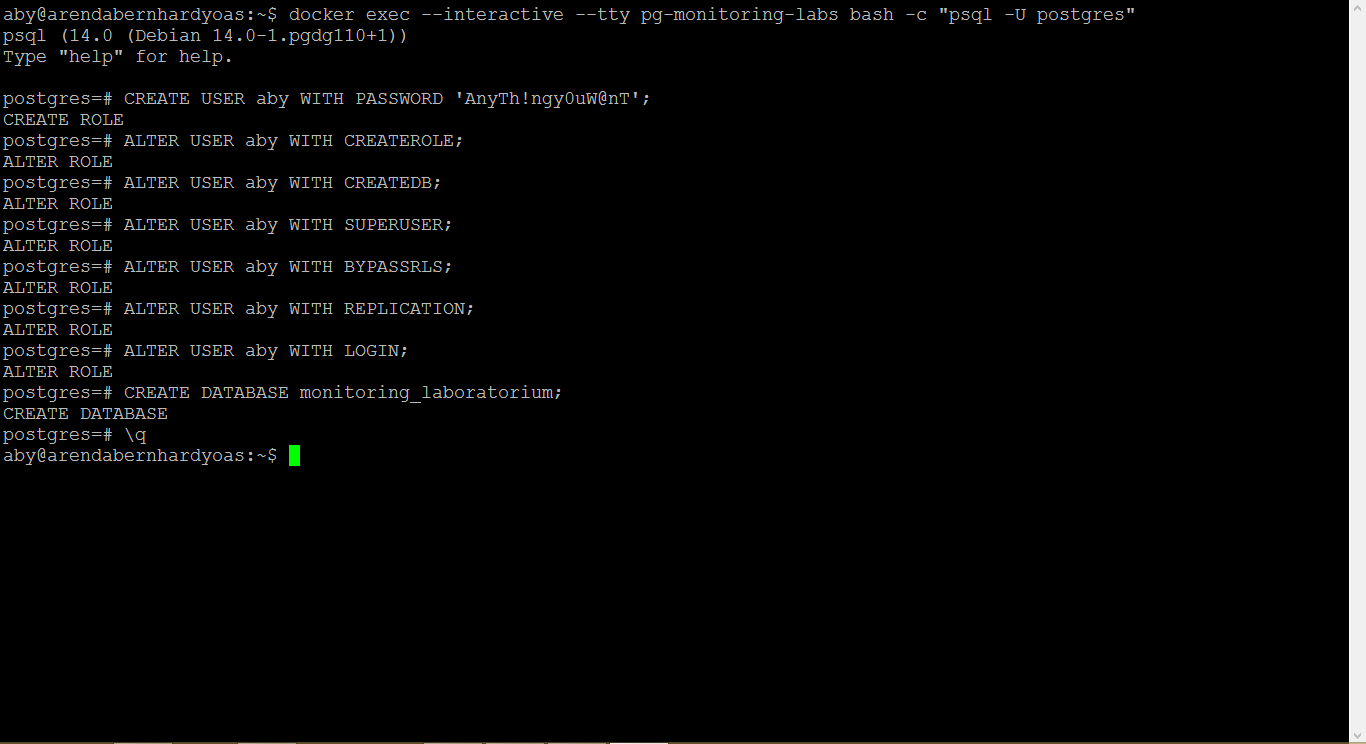 aby@arendabernhardyoas:~$ docker exec --interactive --tty pg-monitoring-labs bash -c "psql -U postgres"
psql (14.0 (Debian 14.0-1.pgdg110+1))
Type "help" for help.
postgres=# CREATE USER aby WITH PASSWORD 'AnyTh!ngy0uW@nT';
CREATE ROLE
postgres=# ALTER USER aby WITH CREATEROLE;
ALTER ROLE
postgres=# ALTER USER aby WITH CREATEDB;
ALTER ROLE
postgres=# ALTER USER aby WITH SUPERUSER;
ALTER ROLE
postgres=# ALTER USER aby WITH BYPASSRLS;
ALTER ROLE
postgres=# ALTER USER aby WITH REPLICATION;
ALTER ROLE
postgres=# ALTER USER aby WITH LOGIN;
ALTER ROLE
postgres=# CREATE DATABASE monitoring_laboratorium;
CREATE DATABASE
postgres=# \q
aby@arendabernhardyoas:~$